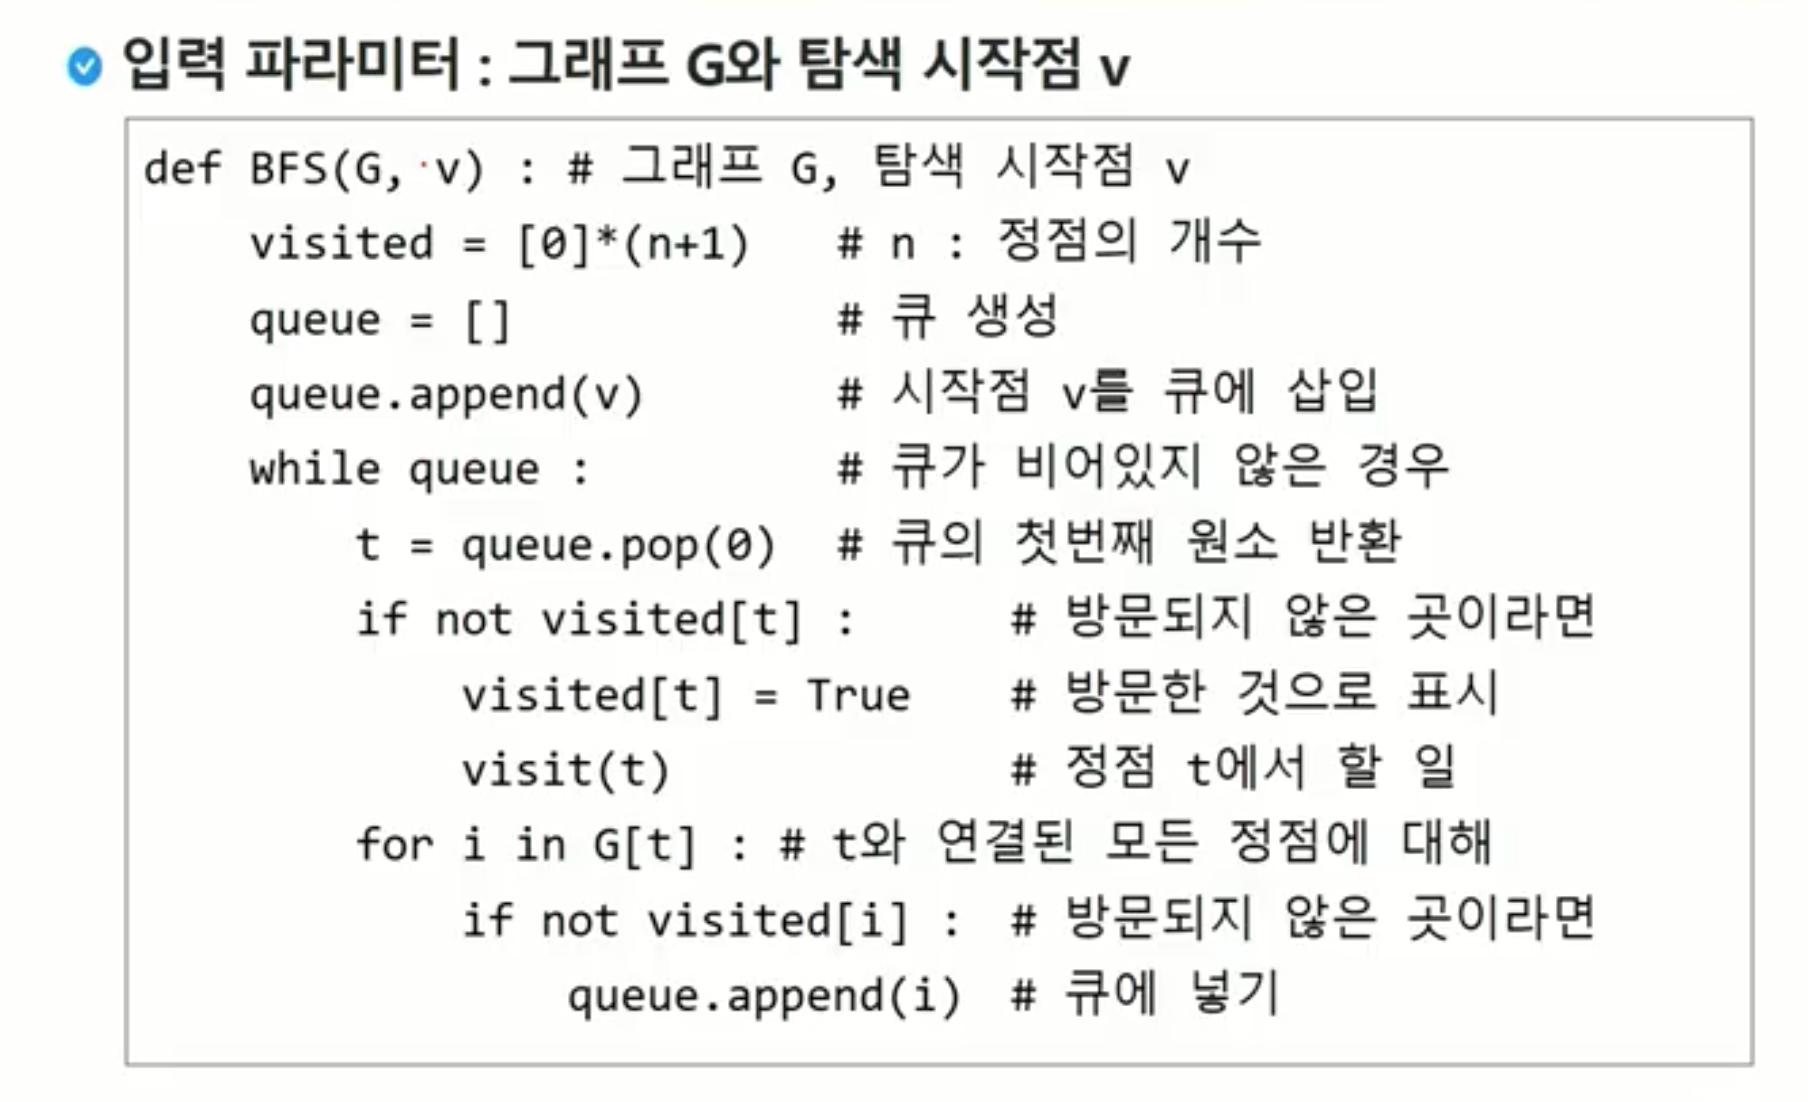 입력 파라미터 : 그래프 G와 탐색 시작점 v
def BFS(G, v) : # 그래프 G, 탐색 시작점 v
    visited = [0]*(n+1)   # n : 정점의 개수
    queue = []            # 큐 생성
    queue.append(v)       # 시작점 v를 큐에 삽입
    while queue :         # 큐가 비어있지 않은 경우
        t = queue.pop(0)  # 큐의 첫번째 원소 반환
        if not visited[t] :      # 방문되지 않은 곳이라면
            visited[t] = True    # 방문한 것으로 표시
            visit(t)             # 정점 t에서 할 일
        for i in G[t] : # t와 연결된 모든 정점에 대해
            if not visited[i] :  # 방문되지 않은 곳이라면
                queue.append(i)  # 큐에 넣기